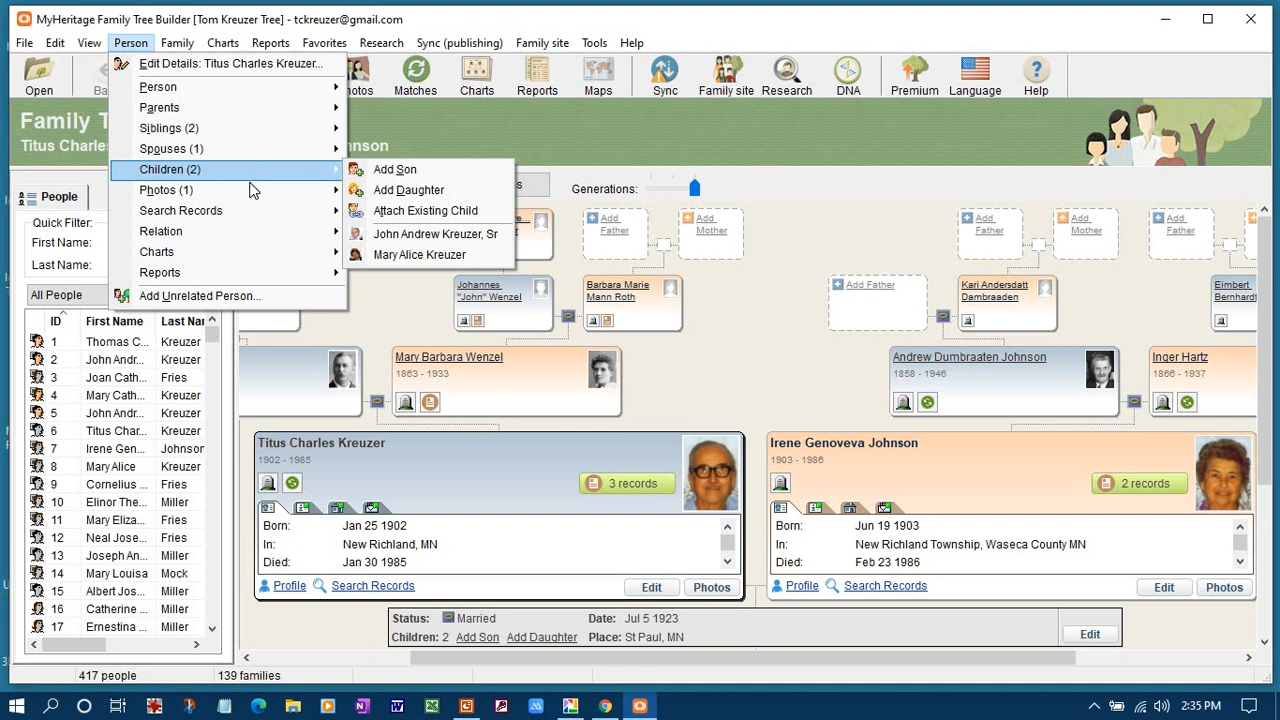 MyHeritage Family Tree Builder [Tom Kreuzer Tree] - tckreuzer@gmail.com
File Edit View Person Family Charts Reports Favorites Research Sync (publishing) Family site Tools Help
Open Ba hotos Matches Charts Reports Maps Sync Family site Research DNA Premium Language Help
Edit Details: Titus Charles Kreuzer...
Person
Parents
Siblings (2)
Spouses (1)
Children (2)
Photos (1)
Search Records
Relation
Charts
Reports
Add Unrelated Person...
Add Son
Add Daughter
Attach Existing Child
John Andrew Kreuzer, Sr
Mary Alice Kreuzer
Family T
Titus Charles nson
People
s Generations:
Quick Filter:
First Name:
Last Name:
All People
ID First Name Last Nar
1 Thomas C... Kreuzer
2 John Andr... Kreuzer
3 Joan Cath... Fries
4 Mary Cath... Kreuzer
5 John Andr... Kreuzer
6 Titus Charl... Kreuzer
7 Irene Gen... Johnson
8 Mary Alice Kreuzer
9 Cornelius ... Kreuzer
10 Elinor The... Miller
11 Mary Eliza... Fries
12 Neal Jose... Fries
13 Joseph An... Miller
14 Mary Louisa Mock
15 Albert Jos... Miller
16 Catherine ... Miller
17 Ernestina ... Miller
re...
Add Father
Add Mother
Add Father
Add Mother
Add Father
Ad
Mo
Johannes "John" Wenzel
Barbara Marie Mann Roth
Add Father
Kari Andersdatt Dambraaden
Eimbert Bernhardt
Mary Barbara Wenzel
1863 - 1933
Andrew Dumbraaten Johnson
1858 - 1946
Inger Hartz
1866 - 1937
Titus Charles Kreuzer
1902 - 1985
3 records
Born: Jan 25 1902
In: New Richland, MN
Died: Jan 30 1985
Profile Search Records Edit Photos
Irene Genoveva Johnson
1903 - 1986
2 records
Born: Jun 19 1903
In: New Richland Township, Waseca County MN
Died: Feb 23 1986
Profile Search Records Edit Photos
Status: Married Date: Jul 5 1923
Children: 2 Add Son Add Daughter Place: St Paul, MN Edit
417 people 139 families
2:35 PM